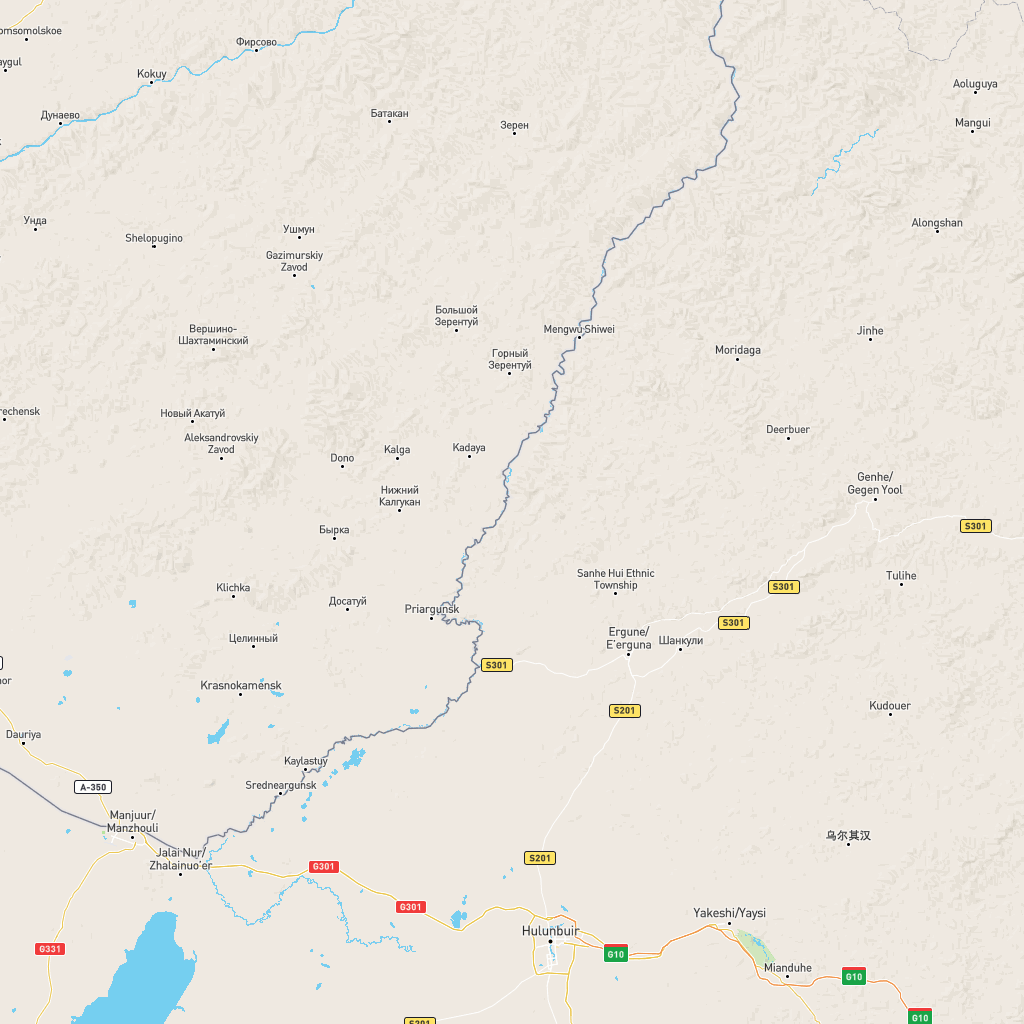 Фирсово
Kokuy
Дунаево
Батакан
Зерен
Aoluguya
Mangui
Унда
Shelopugino
Ушмун
Gazimurskiy
Zavod
Alongshan
Большой
Зерентуй
Mengwu Shiwei
Вершино-
Шахтаминский
Jinhe
Горный
Зерентуй
Moridaga
Новый Акатуй
Aleksandrovskiy
Zavod
Deerbuer
Dono
Kalga
Kadaya
Нижний
Калгукан
Genhe/
Gegen Yool
Бырка
S301
Klichka
Досатуй
Priargunsk
Sanhe Hui Ethnic
Township
S301
Tulihe
Целинный
Ergune/
E'erguna
Шанкули
S301
S301
Krasnokamensk
S201
Kudouer
Dauriya
Kaylastuy
Sredneargunsk
A-350
Manjuur/
Manzhouli
乌尔其汉
Jalai Nur/
Zhalainuo'er
G301
S201
G301
Hulunbuir
Yakeshi/Yaysi
G331
G10
Mianduhe
G10
G10
S201